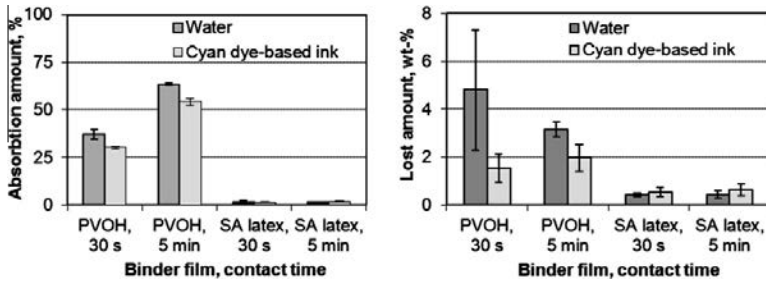 Absorbtion amount, %
100
75
50
25
0
Water
Cyan dye-based ink
PVOH, PVOH, SA latex, SA latex,
30 s 5 min 30 s 5 min
Binder film, contact time
Lost amount, wt-%
8
6
4
2
0
Water
Cyan dye-based ink
PVOH, PVOH, SA latex, SA latex,
30 s 5 min 30 s 5 min
Binder film, contact time